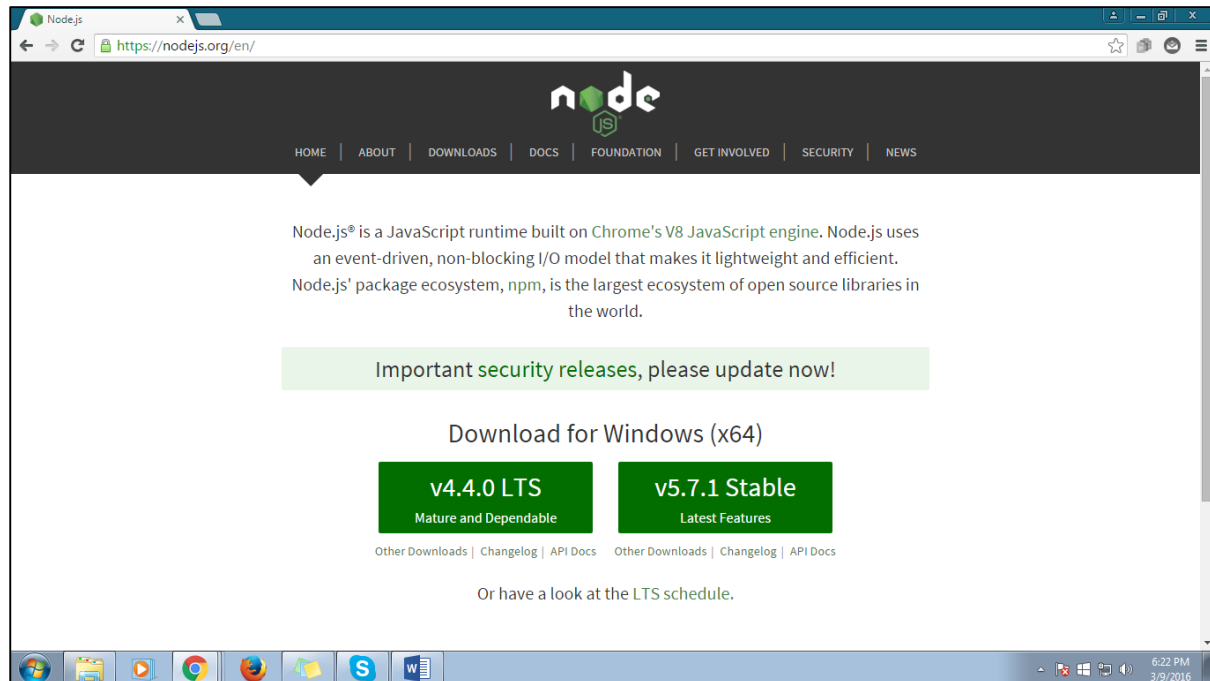 Node.js
https://nodejs.org/en/
node
JS
HOME | ABOUT | DOWNLOADS | DOCS | FOUNDATION | GET INVOLVED | SECURITY | NEWS
Node.js® is a JavaScript runtime built on Chrome's V8 JavaScript engine. Node.js uses
an event-driven, non-blocking I/O model that makes it lightweight and efficient.
Node.js' package ecosystem, npm, is the largest ecosystem of open source libraries in
the world.
Important security releases, please update now!
Download for Windows (x64)
v4.4.0 LTS
Mature and Dependable
Other Downloads | Changelog | API Docs
v5.7.1 Stable
Latest Features
Other Downloads | Changelog | API Docs
Or have a look at the LTS schedule.
6:22 PM
3/9/2016